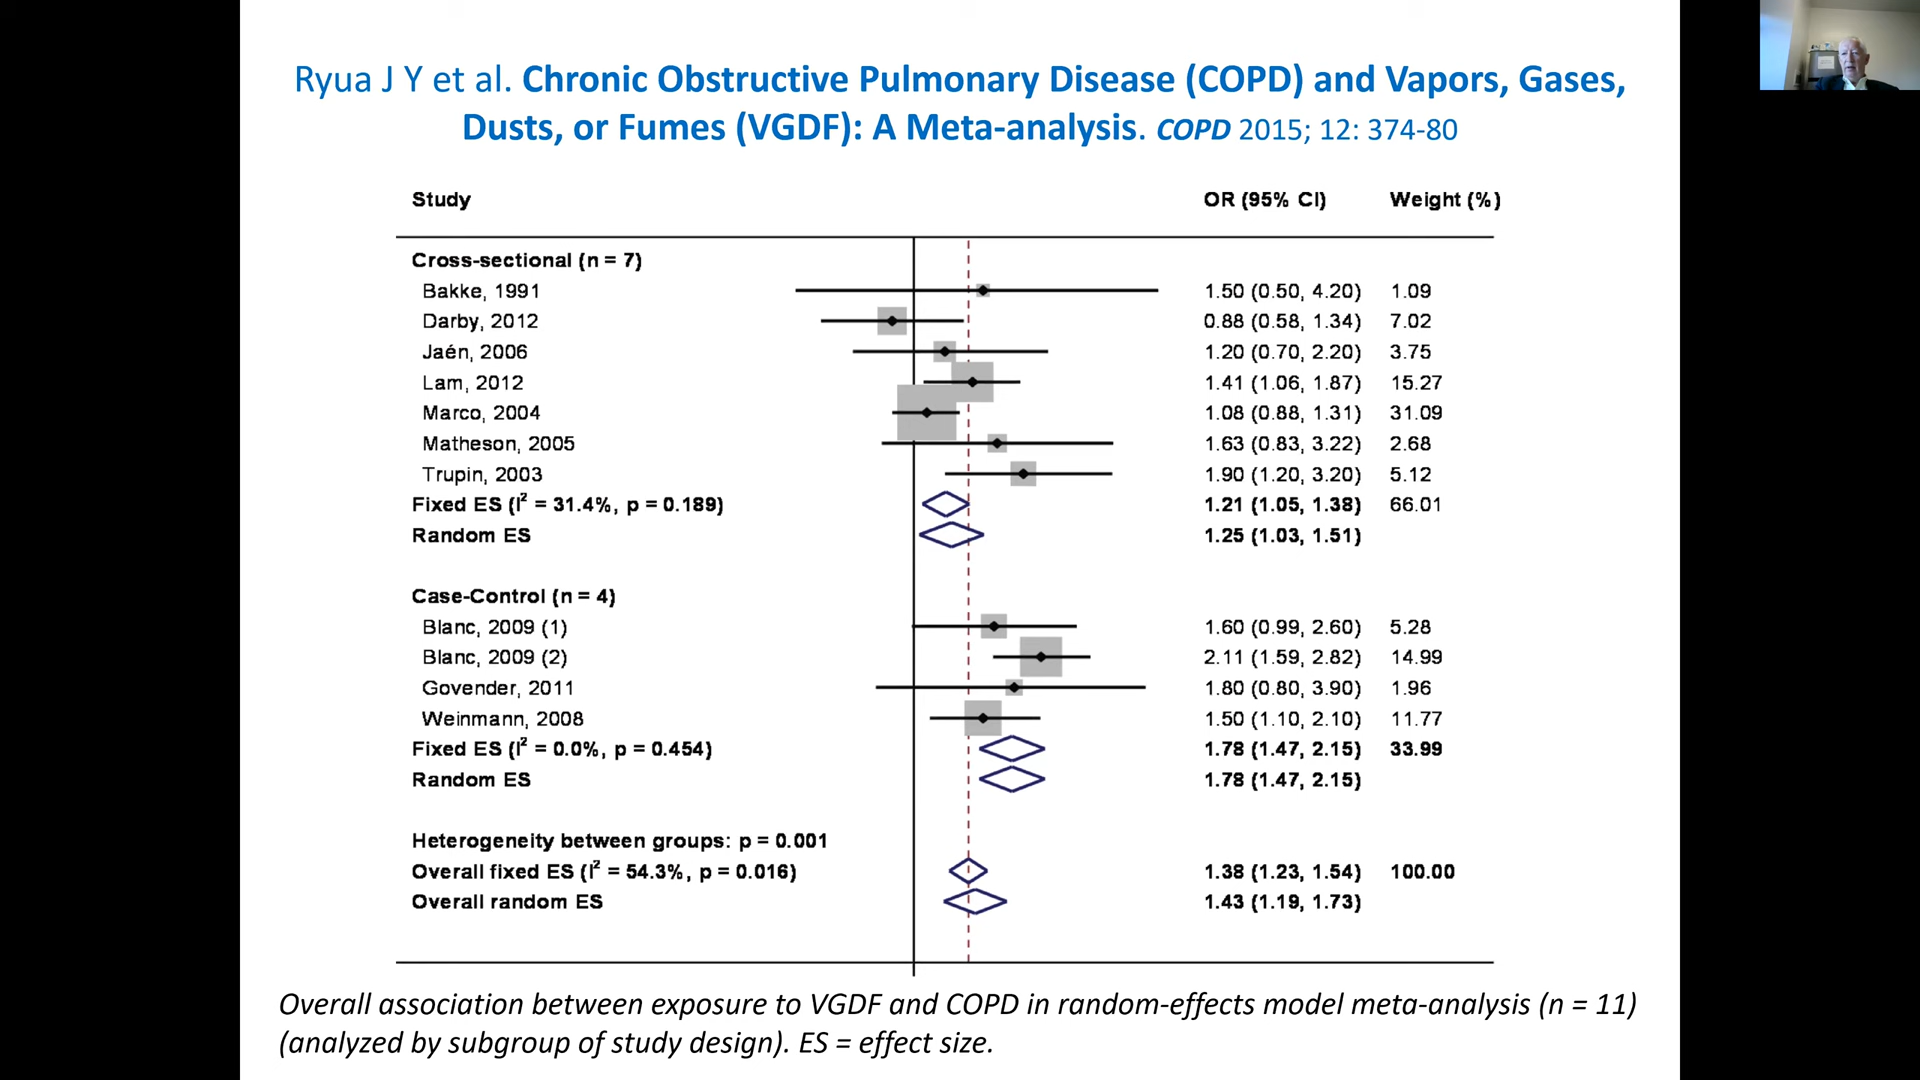 Ryua J Y et al. Chronic Obstructive Pulmonary Disease (COPD) and Vapors, Gases,
Dusts, or Fumes (VGDF): A Meta-analysis. COPD 2015; 12: 374-80
Study OR (95% CI) Weight (%)
Cross-sectional (n = 7)
Bakke, 1991 1.50 (0.50, 4.20) 1.09
Darby, 2012 0.88 (0.58, 1.34) 7.02
Jaén, 2006 1.20 (0.70, 2.20) 3.75
Lam, 2012 1.41 (1.06, 1.87) 15.27
Marco, 2004 1.08 (0.88, 1.31) 31.09
Matheson, 2005 1.63 (0.83, 3.22) 2.68
Trupin, 2003 1.90 (1.20, 3.20) 5.12
Fixed ES (I² = 31.4%, p = 0.189) 1.21 (1.05, 1.38) 66.01
Random ES 1.25 (1.03, 1.51)
Case-Control (n = 4)
Blanc, 2009 (1) 1.60 (0.99, 2.60) 5.28
Blanc, 2009 (2) 2.11 (1.59, 2.82) 14.99
Govender, 2011 1.80 (0.80, 3.90) 1.96
Weinmann, 2008 1.50 (1.10, 2.10) 11.77
Fixed ES (I² = 0.0%, p = 0.454) 1.78 (1.47, 2.15) 33.99
Random ES 1.78 (1.47, 2.15)
Heterogeneity between groups: p = 0.001
Overall fixed ES (I² = 54.3%, p = 0.016) 1.38 (1.23, 1.54) 100.00
Overall random ES 1.43 (1.19, 1.73)
Overall association between exposure to VGDF and COPD in random-effects model meta-analysis (n = 11)
(analyzed by subgroup of study design). ES = effect size.